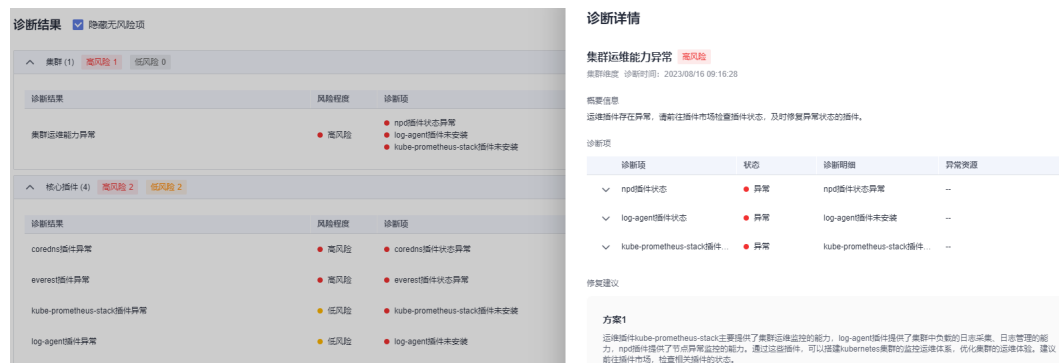 诊断结果 隐藏无风险项
集群 (1) 高风险 1 低风险 0
诊断结果 风险程度 诊断项
集群运维能力异常 高风险
npd插件状态异常
log-agent插件未安装
kube-prometheus-stack插件未安装
核心插件 (4) 高风险 2 低风险 2
诊断结果 风险程度 诊断项
coredns插件异常 高风险 coredns插件状态异常
everest插件异常 高风险 everest插件状态异常
kube-prometheus-stack插件异常 低风险 kube-prometheus-stack插件未安装
log-agent插件异常 低风险 log-agent插件未安装
诊断详情
集群运维能力异常 高风险
集群维度 诊断时间：2023/08/16 09:16:28
概要信息
运维插件存在异常，请前往插件市场检查插件状态，及时修复异常状态的插件。
诊断项
诊断项 状态 诊断明细 异常资源
npd插件状态 异常 npd插件状态异常 --
log-agent插件状态 异常 log-agent插件未安装 --
kube-prometheus-stack插件... 异常 kube-prometheus-stack插件... --
修复建议
方案1
运维插件kube-prometheus-stack主要提供了集群运维监控的能力，log-agent插件提供了集群中负载的日志采集、日志管理的能
力，npd插件提供了节点异常监控的能力。通过这些插件，可以搭建kubernetes集群的监控运维体系，优化集群的运维体验。建议
前往插件市场，检查相关插件的状态。